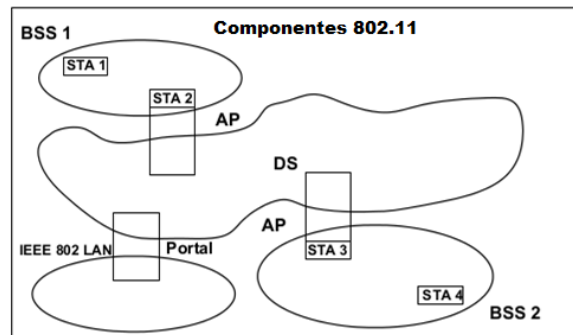 Componentes 802.11
BSS 1
STA 1
STA 2
AP
DS
AP
IEEE 802 LAN
Portal
STA 3
STA 4
BSS 2